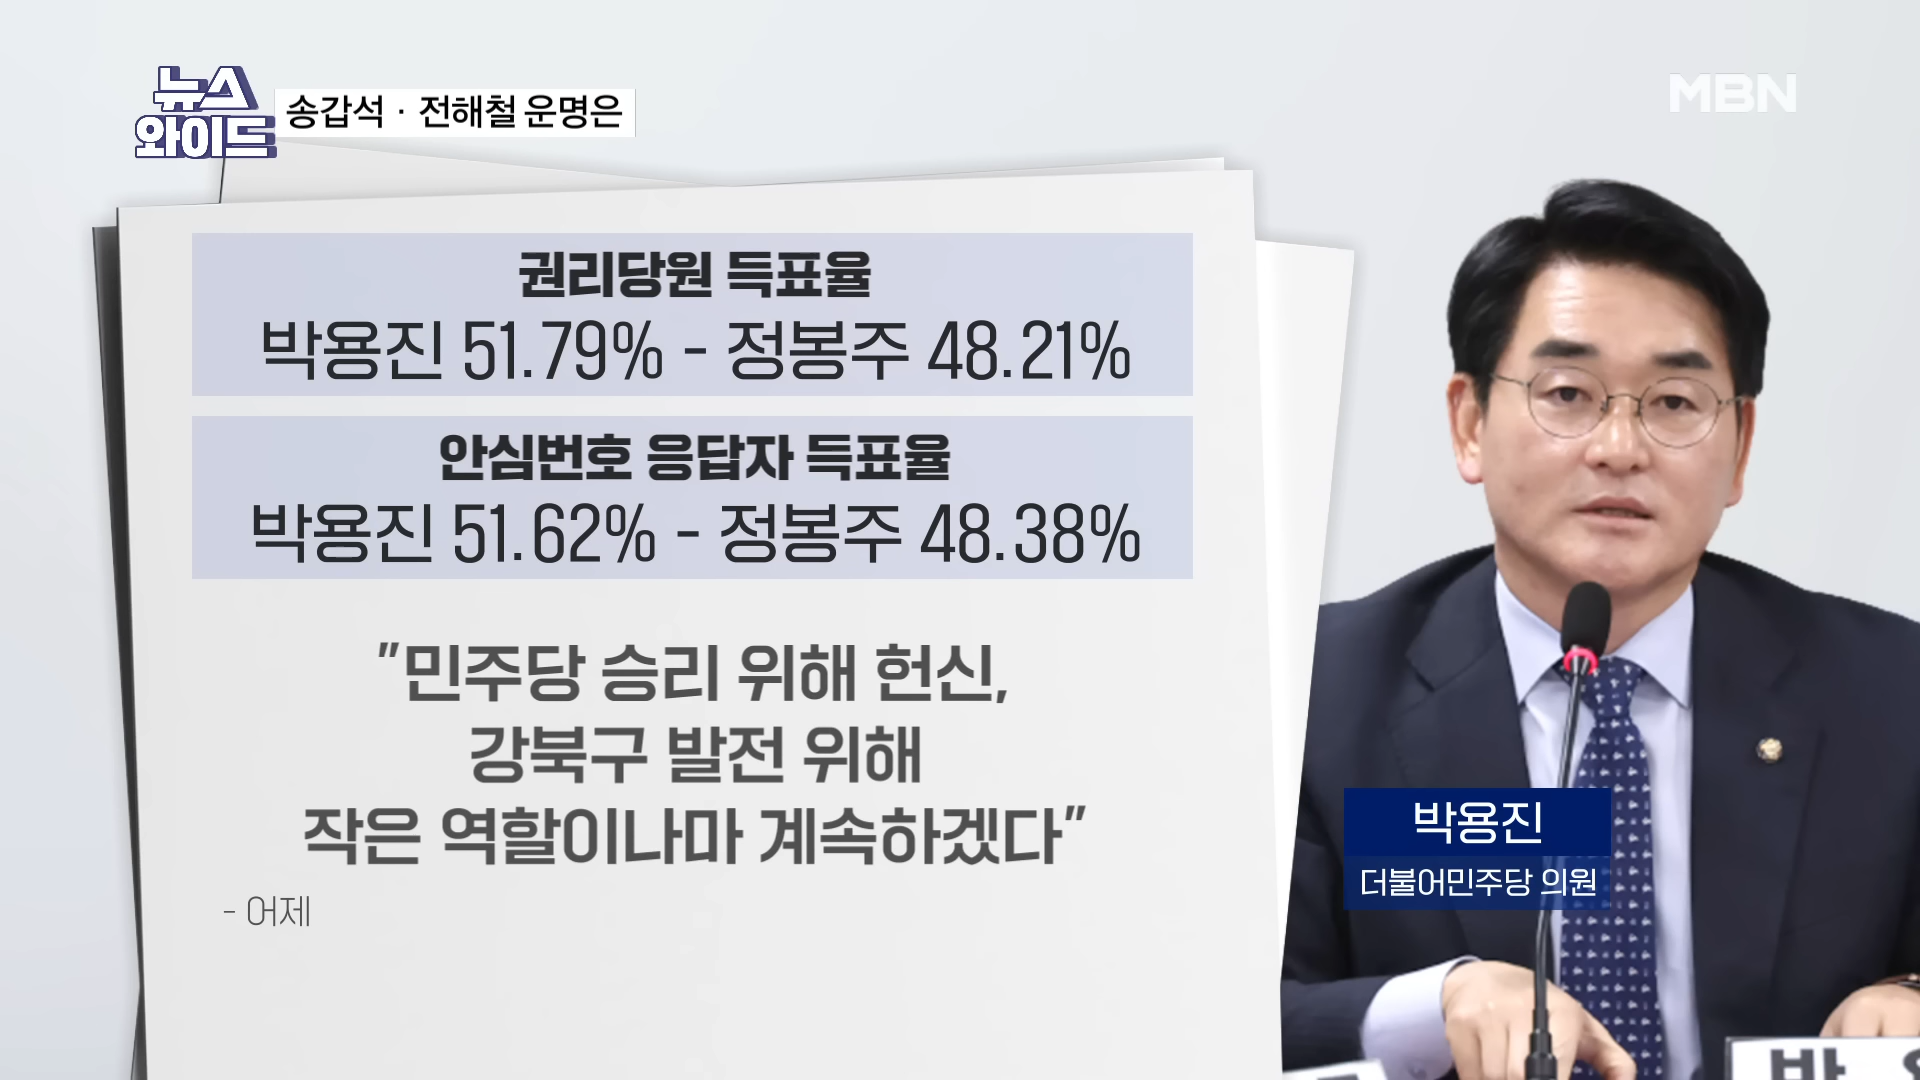 뉴스
와이드
송갑석 · 전해철 운명은
MBN
권리당원 득표율
박용진 51.79% - 정봉주 48.21%
안심번호 응답자 득표율
박용진 51.62% - 정봉주 48.38%
"민주당 승리 위해 헌신,
강북구 발전 위해
작은 역할이나마 계속하겠다"
- 어제
박용진
더불어민주당 의원